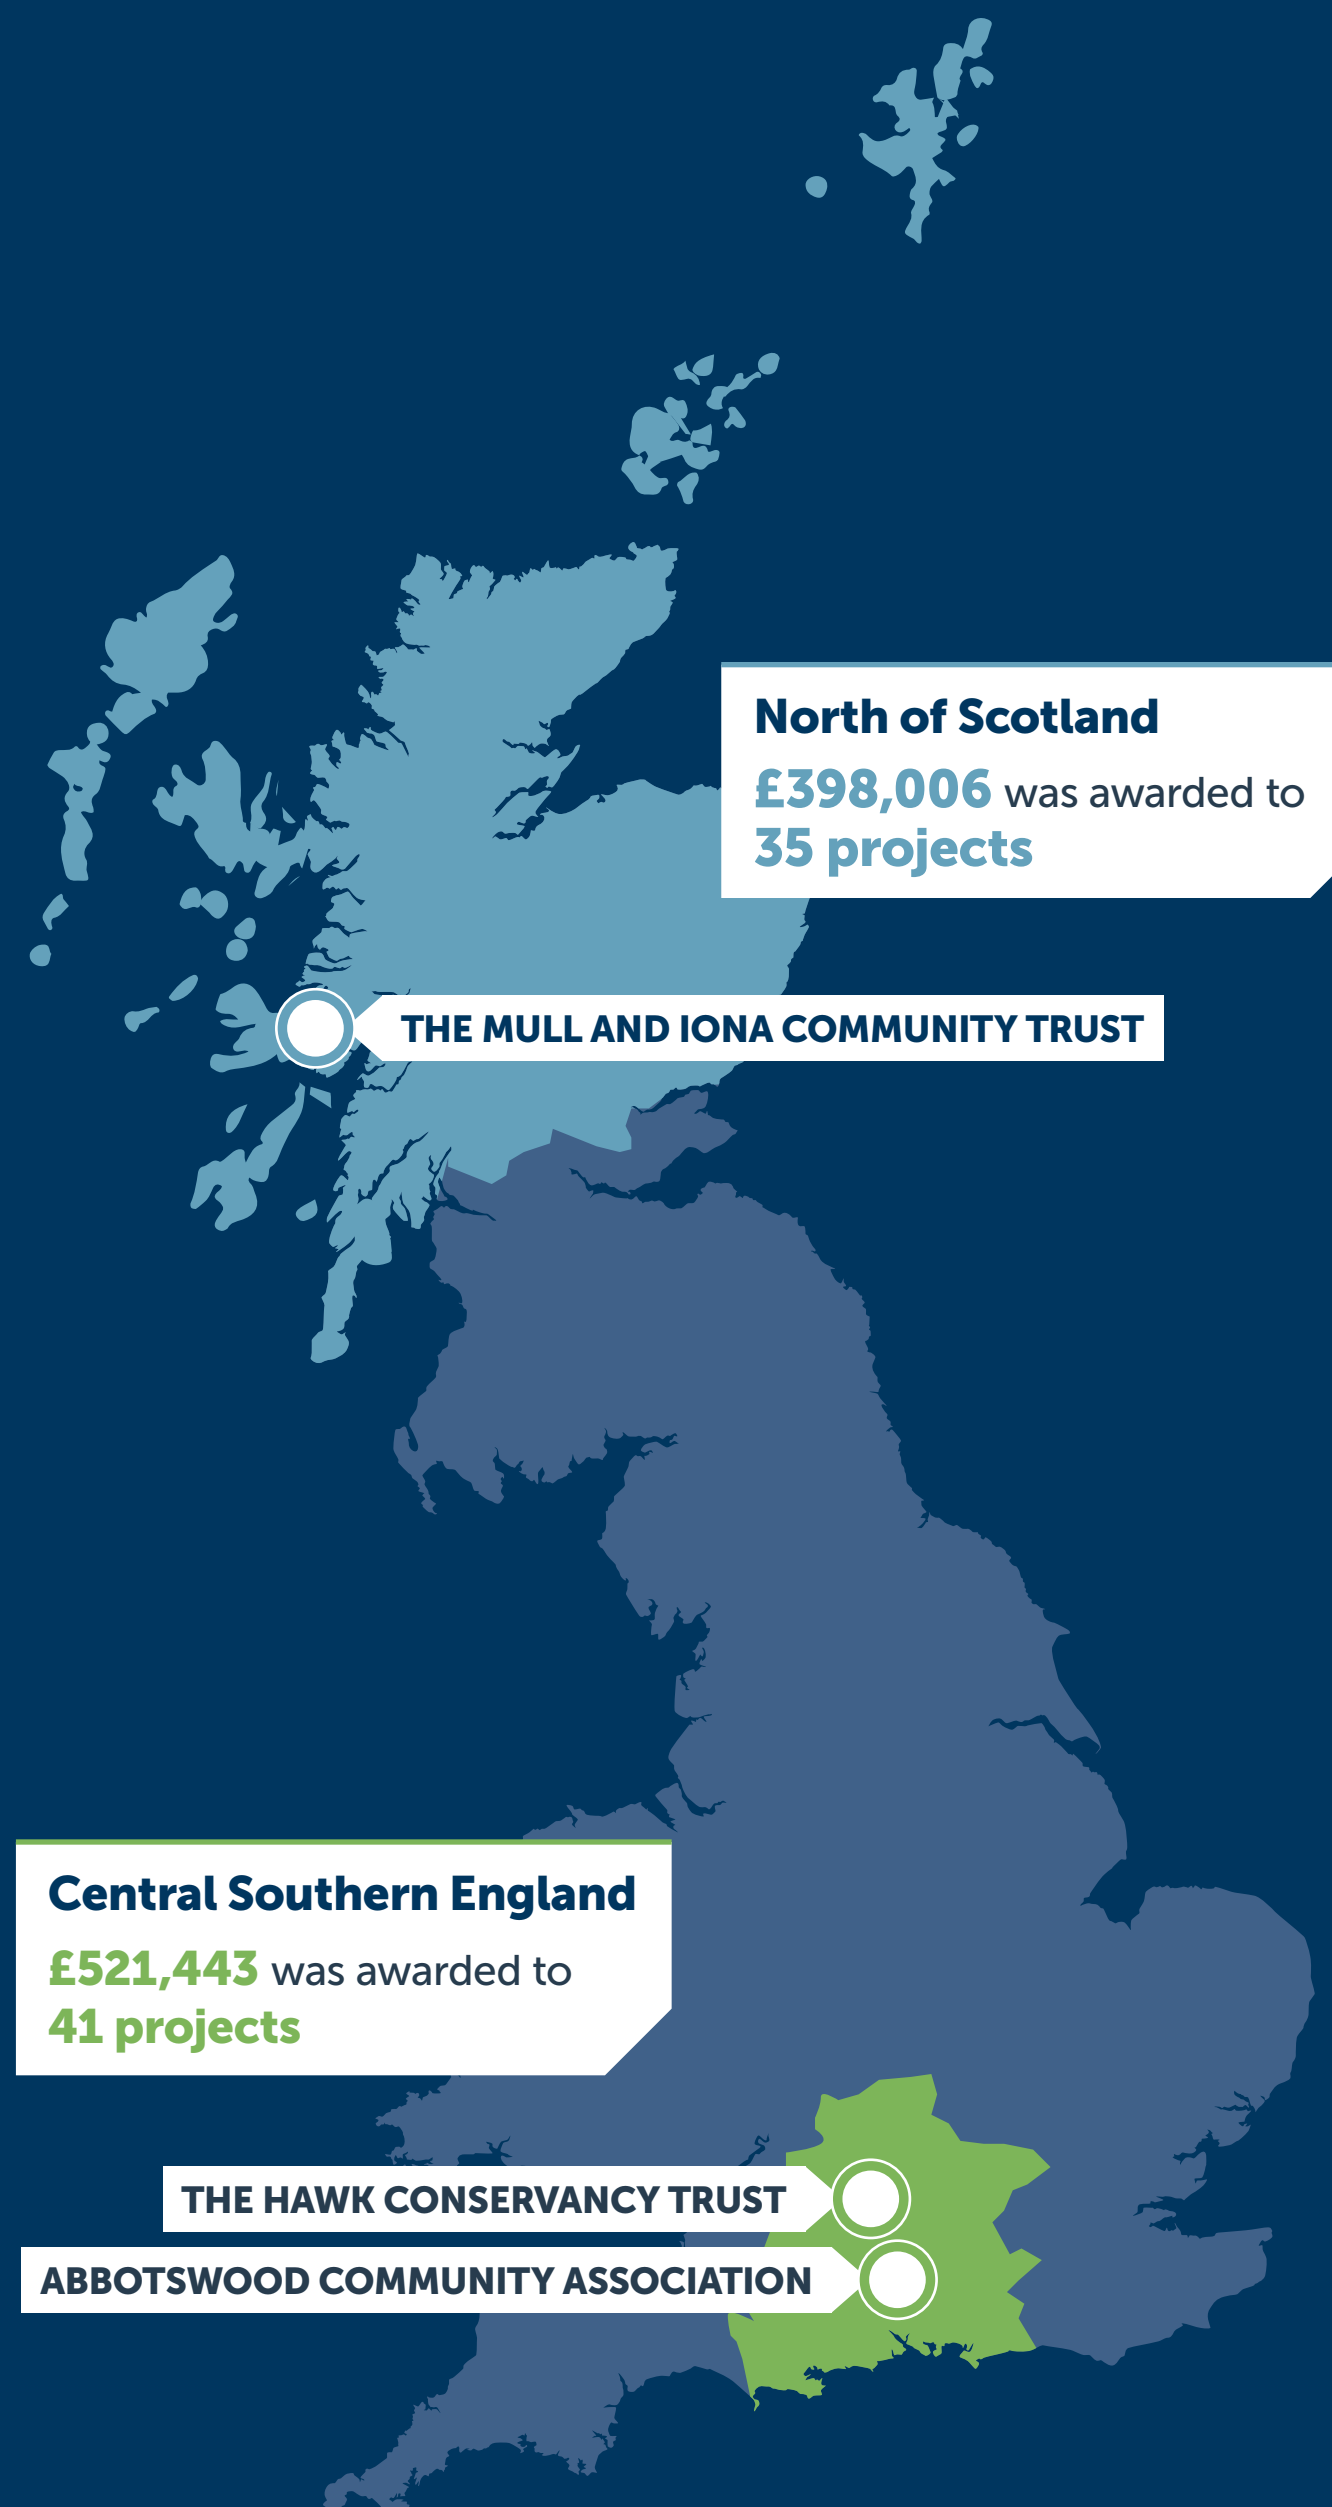 North of Scotland
£398,006 was awarded to
35 projects
THE MULL AND IONA COMMUNITY TRUST
Central Southern England
£521,443 was awarded to
41 projects
THE HAWK CONSERVANCY TRUST
ABBOTSWOOD COMMUNITY ASSOCIATION